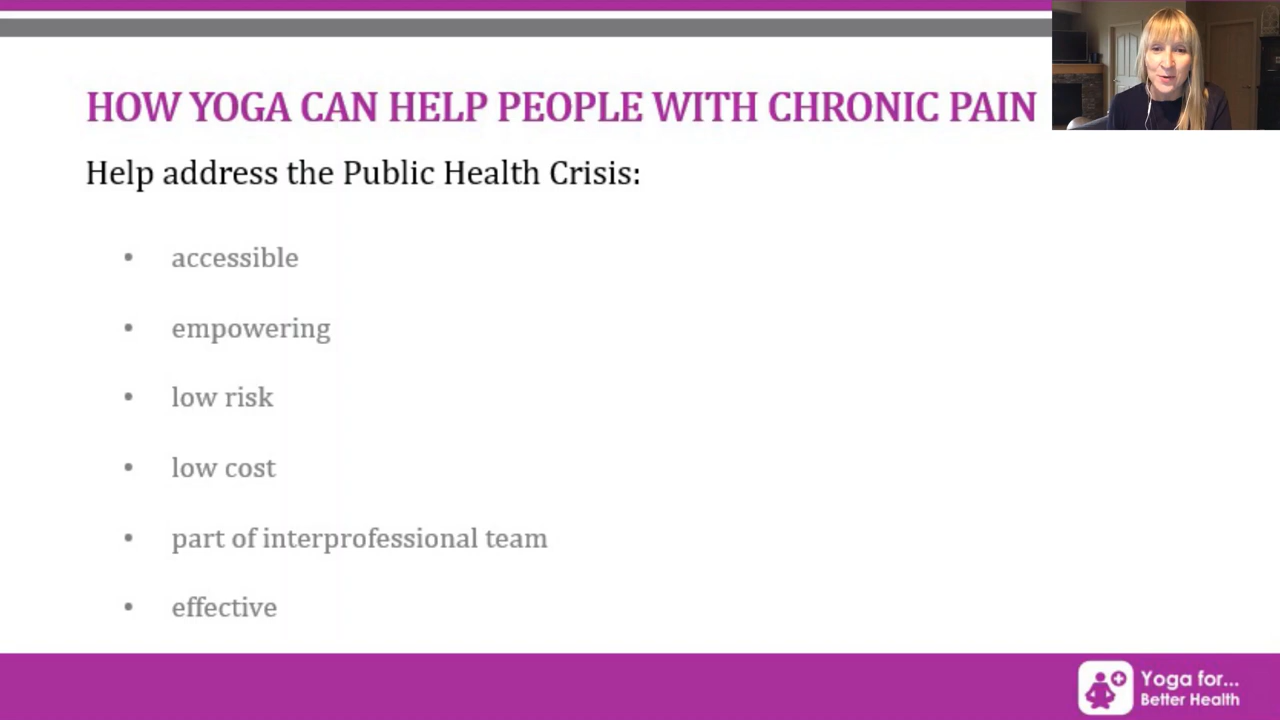 HOW YOGA CAN HELP PEOPLE WITH CHRONIC PAIN
Help address the Public Health Crisis:
• accessible
• empowering
• low risk
• low cost
• part of interprofessional team
• effective
Yoga for...
Better Health